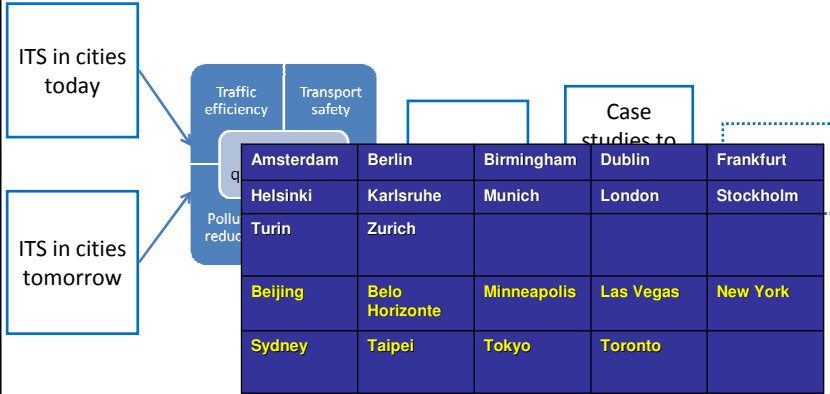 ITS in cities
today
Traffic
efficiency
Transport
safety
Case
studies to
ITS in cities
tomorrow
Amsterdam Berlin Birmingham Dublin Frankfurt
Helsinki Karlsruhe Munich London Stockholm
Turin Zurich
Beijing Belo Horizonte Minneapolis Las Vegas New York
Sydney Taipei Tokyo Toronto